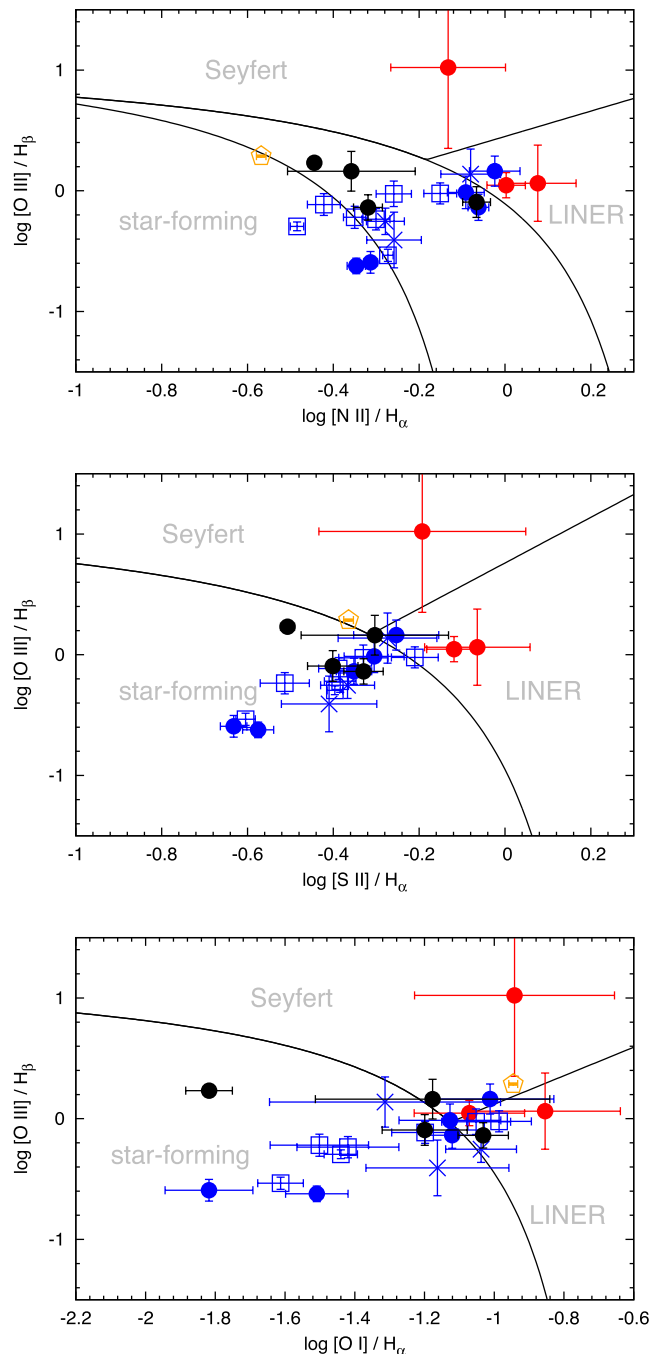 Seyfert
star-forming
LINER
log [O III] / Hβ
1
0
-1
-1 -0.8 -0.6 -0.4 -0.2 0 0.2
log [N II] / Hα
Seyfert
star-forming
LINER
log [O III] / Hβ
1
0
-1
-1 -0.8 -0.6 -0.4 -0.2 0 0.2
log [S II] / Hα
Seyfert
star-forming
LINER
log [O III] / Hβ
1
0
-1
-2.2 -2 -1.8 -1.6 -1.4 -1.2 -1 -0.8 -0.6
log [O I] / Hα